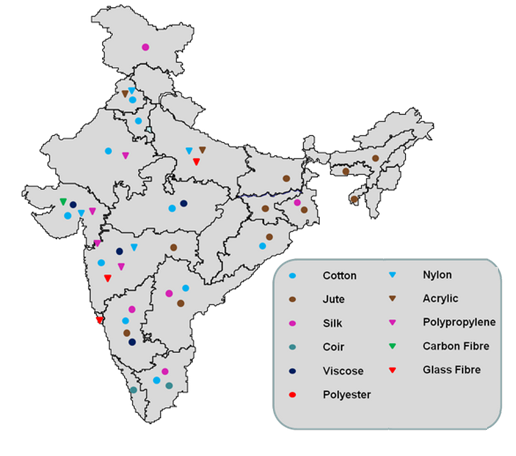 Cotton Nylon
Jute Acrylic
Silk Polypropylene
Coir Carbon Fibre
Viscose Glass Fibre
Polyester